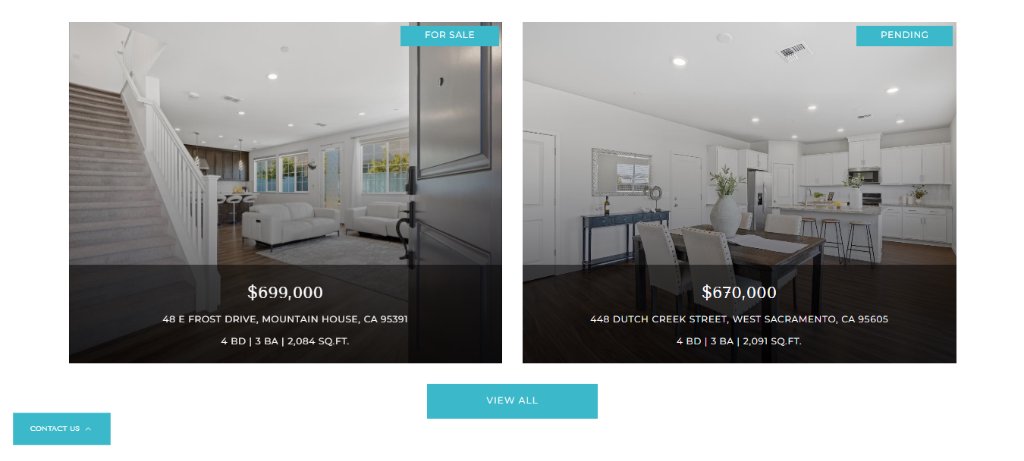 FOR SALE
$699,000
48 E FROST DRIVE, MOUNTAIN HOUSE, CA 95391
4 BD | 3 BA | 2,084 SQ.FT.
PENDING
$670,000
448 DUTCH CREEK STREET, WEST SACRAMENTO, CA 95605
4 BD | 3 BA | 2,091 SQ.FT.
VIEW ALL
CONTACT US